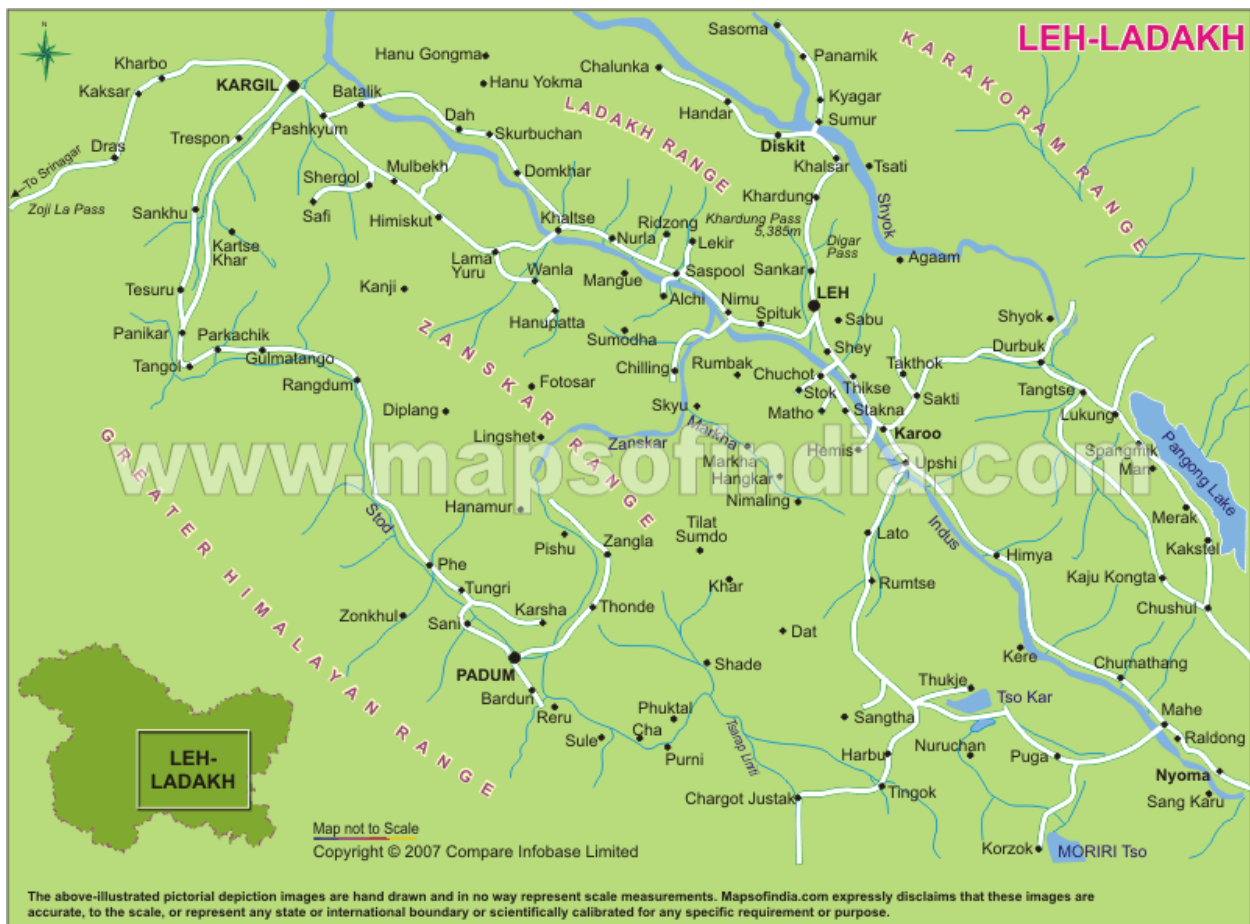 LEH-LADAKH
N
Sasoma
Hanu Gongma
Panamik
Kharbo
Chalunka
KARAKORAM RANGE
KARGIL
Hanu Yokma
Kaksar
Batalik
LADAKH RANGE
Kyagar
Handar
Sumur
Dah
Pashkyum
Skurbuchan
Trespon
Diskit
Dras
Khalsar
Tsati
Mulbekh
To Srinagar
Domkhar
Shergol
Khardung
Zoji La Pass
Safi
Shyok
Sankhu
Himiskut
Khaltse
Ridzong
Khardung Pass
5,385m
Nurla
Lekir
Digar
Pass
Kartse
Khar
Lama
Yuru
Agaam
Wanla
Mangue
Saspool
Sankar
Tesuru
Kanji
Alchi
Nimu
LEH
Hanupatta
Spituk
Sabu
Shyok
Panikar
Parkachik
ZANSKAR RANGE
Sumodha
Durbuk
Gulmatango
Shey
Tangol
Chilling
Rumbak
Takthok
Rangdum
Chuchot
Thikse
Tangtse
Fotosar
Stok
Sakti
Diplang
Skyu
Matho
Stakna
Lukung
GREATER HIMALAYAN RANGE
Lingshet
Zanskar
Markha
Karoo
Pangong Lake
www.mapsofindia.com
Hemis
Spangmik
Markha
Upshi
Man
Hangkar
Nimaling
Hanamur
Merak
Stod
Tilat
Sumdo
Pishu
Zangla
Lato
Indus
Kakstel
Himya
Phe
Khar
Rumtse
Kaju Kongta
Tungri
Zonkhul
Karsha
Thonde
Chushul
Sani
Dat
Kere
PADUM
Shade
Chumathang
Thukje
Bardun
Tso Kar
Reru
Phuktal
Sangtha
Mahe
Sule
Cha
Raldong
Purni
Harbu
Nuruchan
Puga
LEH-
LADAKH
Nyoma
Chargot Justak
Tingok
Sang Karu
Map not to Scale
Copyright © 2007 Compare Infobase Limited
Korzok
MORIRI Tso
The above-illustrated pictorial depiction images are hand drawn and in no way represent scale measurements. Mapsofindia.com expressly disclaims that these images are
accurate, to the scale, or represent any state or international boundary or scientifically calibrated for any specific requirement or purpose.